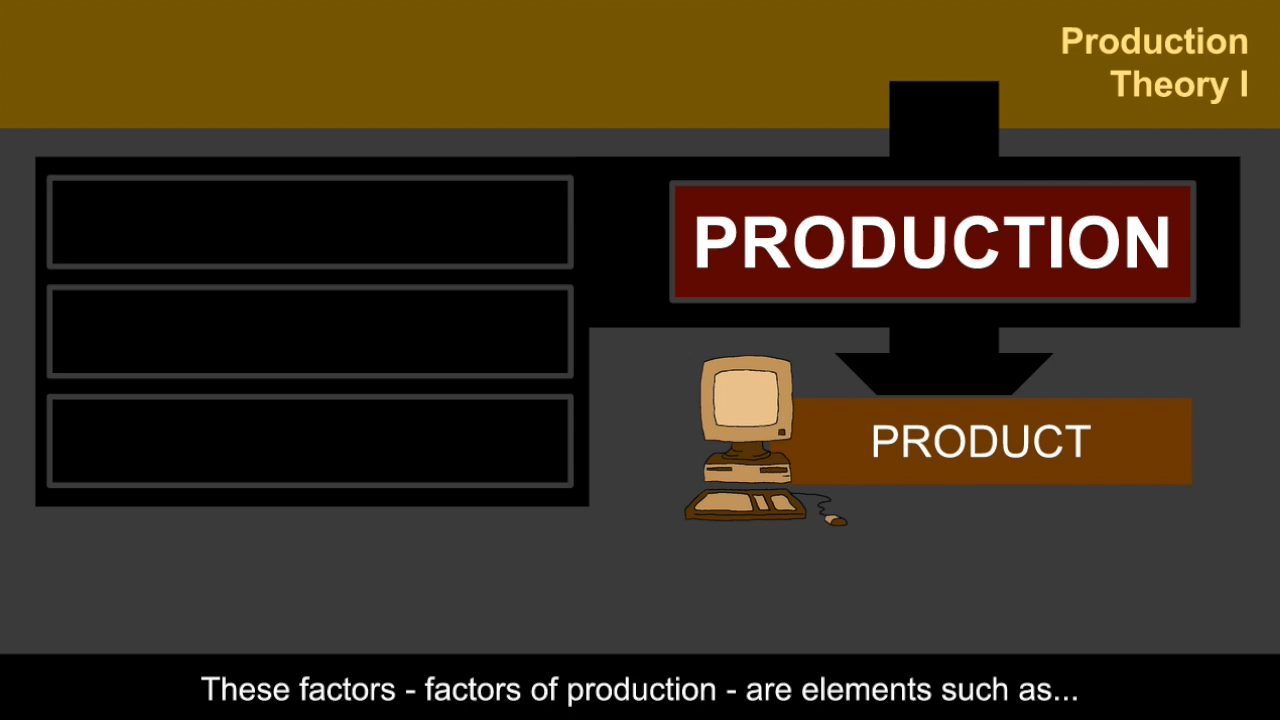 Production
Theory I
PRODUCTION
PRODUCT
These factors - factors of production - are elements such as...